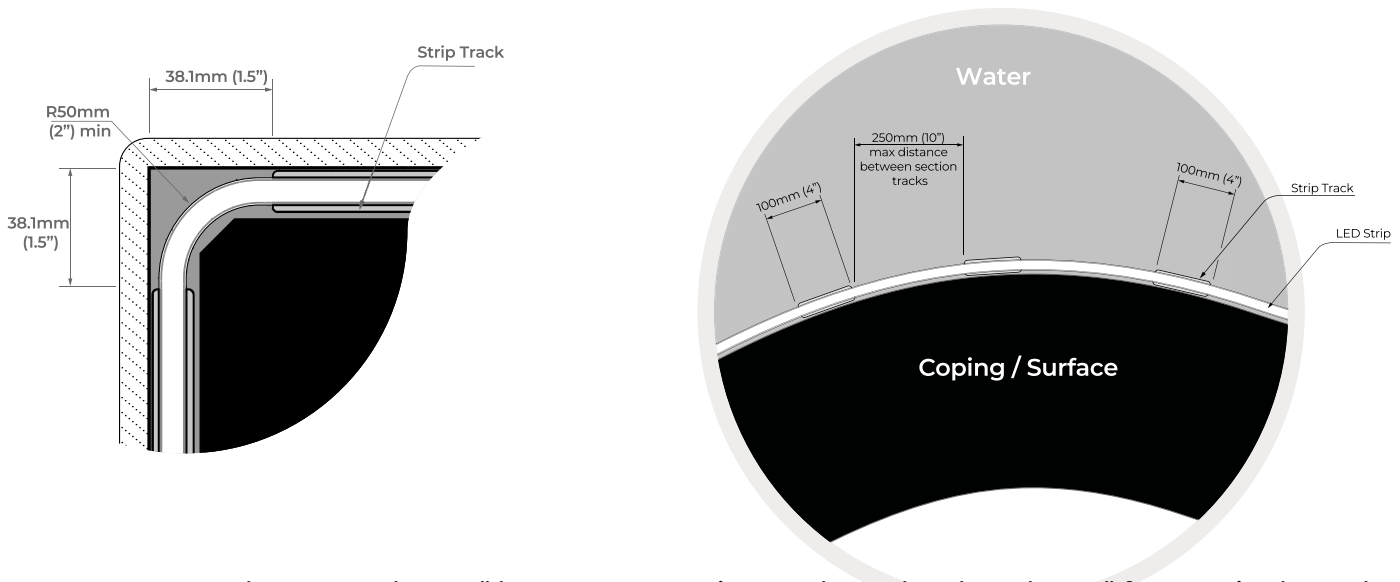 Strip Track
38.1mm (1.5”)
R50mm
(2”) min
38.1mm
(1.5”)
Water
250mm (10”)
max distance
between section
tracks
100mm (4”)
100mm (4”)
Strip Track
LED Strip
Coping / Surface